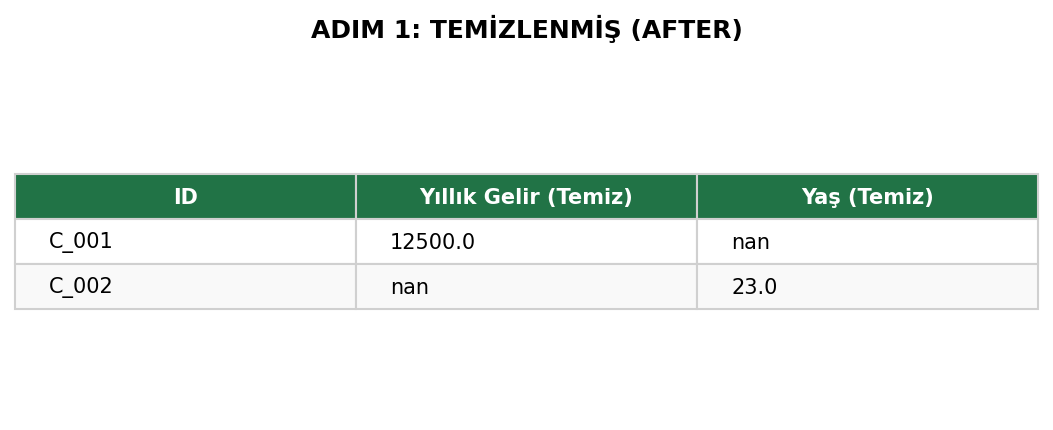 ADIM 1: TEMİZLENMİŞ (AFTER)
ID Yıllık Gelir (Temiz) Yaş (Temiz)
C_001 12500.0 nan
C_002 nan 23.0